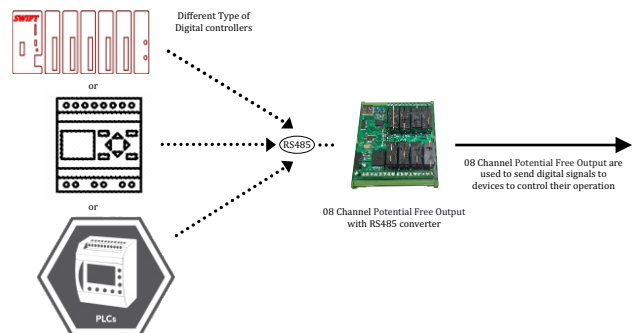 SWIFT
Different Type of
Digital controllers
or
RS485
08 Channel Potential Free Output are
used to send digital signals to
devices to control their operation
or
08 Channel Potential Free Output
with RS485 converter
PLCs